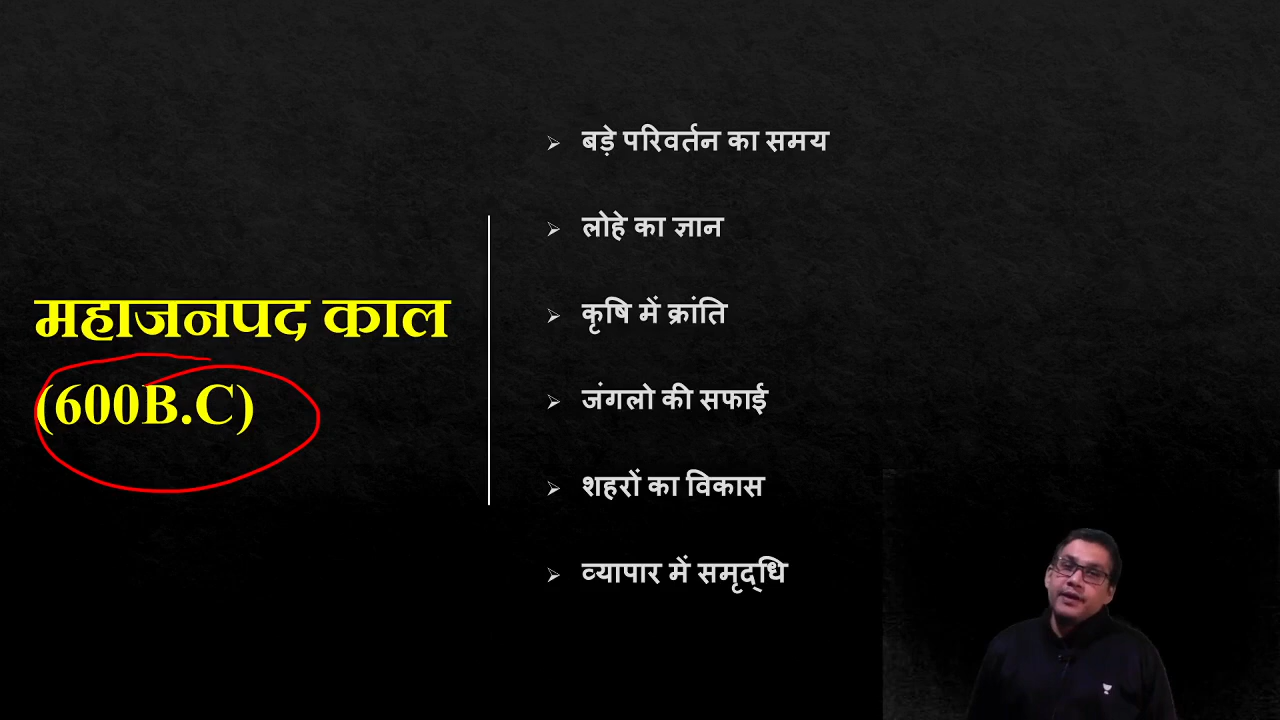 महाजनपद काल
(600B.C)
बड़े परिवर्तन का समय
लोहे का ज्ञान
कृषि में क्रांति
जंगलो की सफाई
शहरों का विकास
व्यापार में समृद्धि